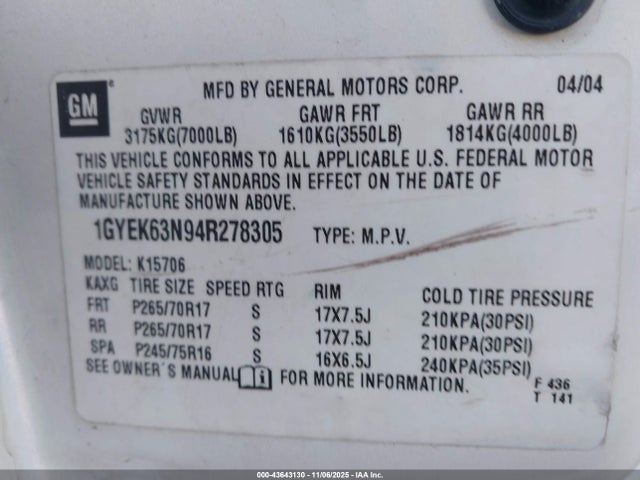 GM
MFD BY GENERAL MOTORS CORP. 04/04
GVWR GAWR FRT GAWR RR
3175KG(7000LB) 1610KG(3550LB) 1814KG(4000LB)
THIS VEHICLE CONFORMS TO ALL APPLICABLE U.S. FEDERAL MOTOR
VEHICLE SAFETY STANDARDS IN EFFECT ON THE DATE OF
MANUFACTURE SHOWN ABOVE.
1GYEK63N94R278305 TYPE: M.P.V.
MODEL: K15706
KAXG TIRE SIZE SPEED RTG RIM COLD TIRE PRESSURE
FRT P265/70R17 S 17X7.5J 210KPA(30PSI)
RR P265/70R17 S 17X7.5J 210KPA(30PSI)
SPA P245/75R16 S 16X6.5J 240KPA(35PSI)
SEE OWNER'S MANUAL i FOR MORE INFORMATION.
F 436
T 141
000-43643130 - 11/06/2025 - IAA Inc.